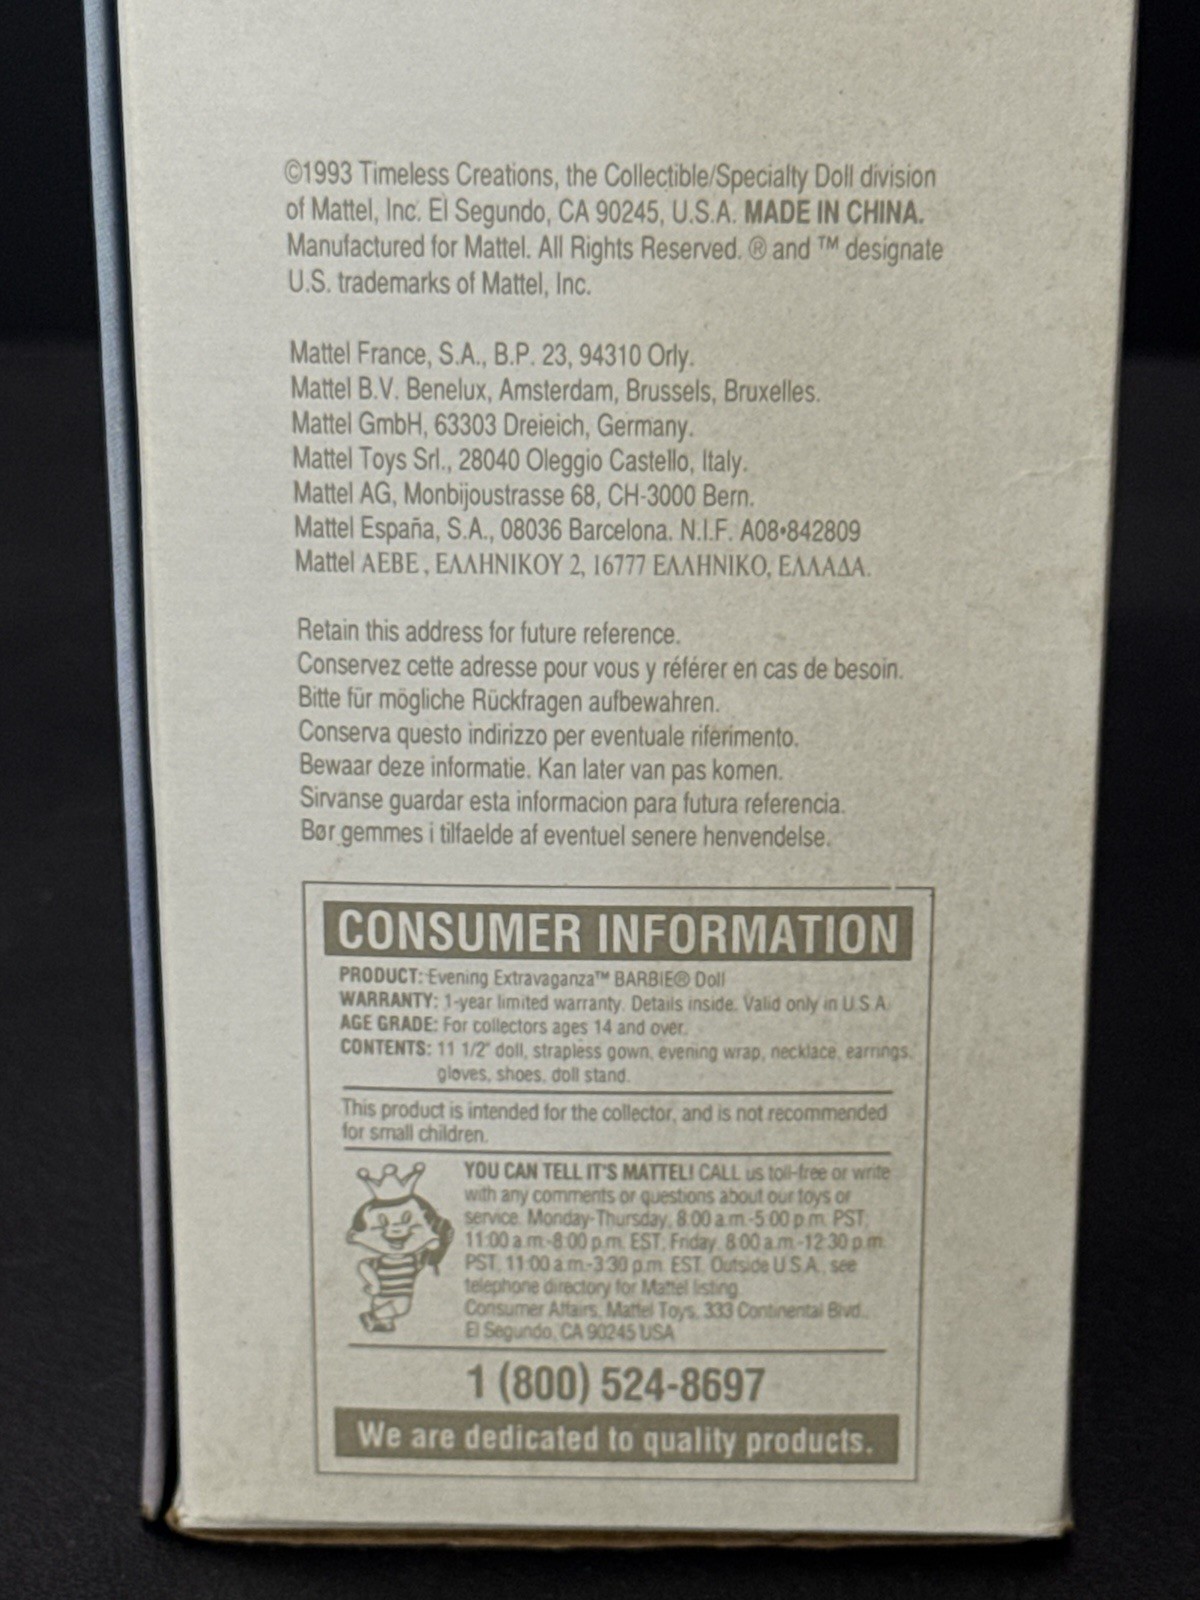 ©1993 Timeless Creations, the Collectible/Specialty Doll division
of Mattel, Inc. El Segundo, CA 90245, U.S.A. MADE IN CHINA.
Manufactured for Mattel. All Rights Reserved. ® and ™ designate
U.S. trademarks of Mattel, Inc.
Mattel France, S.A., B.P. 23, 94310 Orly.
Mattel B.V. Benelux, Amsterdam, Brussels, Bruxelles.
Mattel GmbH, 63303 Dreieich, Germany.
Mattel Toys Srl., 28040 Oleggio Castello, Italy.
Mattel AG, Monbijoustrasse 68, CH-3000 Bern.
Mattel España, S.A., 08036 Barcelona. N.I.F. A08•842809
Mattel ΑΕΒΕ, ΕΛΛΗΝΙΚΟΥ 2, 16777 ΕΛΛΗΝΙΚΟ, ΕΛΛΑΔΑ.
Retain this address for future reference.
Conservez cette adresse pour vous y référer en cas de besoin.
Bitte für mögliche Rückfragen aufbewahren.
Conserva questo indirizzo per eventuale riferimento.
Bewaar deze informatie. Kan later van pas komen.
Sirvanse guardar esta informacion para futura referencia.
Bør gemmes i tilfaelde af eventuel senere henvendelse.
CONSUMER INFORMATION
PRODUCT: Evening Extravaganza™ BARBIE® Doll
WARRANTY: 1-year limited warranty. Details inside. Valid only in U.S.A.
AGE GRADE: For collectors ages 14 and over.
CONTENTS: 11 1/2" doll, strapless gown, evening wrap, necklace, earrings,
gloves, shoes, doll stand.
This product is intended for the collector, and is not recommended
for small children.
YOU CAN TELL IT'S MATTEL! CALL us toll-free or write
with any comments or questions about our toys or
service. Monday-Thursday, 8:00 a.m.-5:00 p.m. PST;
11:00 a.m.-8:00 p.m. EST; Friday, 8:00 a.m.-12:30 p.m.
PST, 11:00 a.m.-3:30 p.m. EST. Outside U.S.A., see
telephone directory for Mattel listing.
Consumer Affairs, Mattel Toys, 333 Continental Blvd.,
El Segundo, CA 90245 USA
1 (800) 524-8697
We are dedicated to quality products.